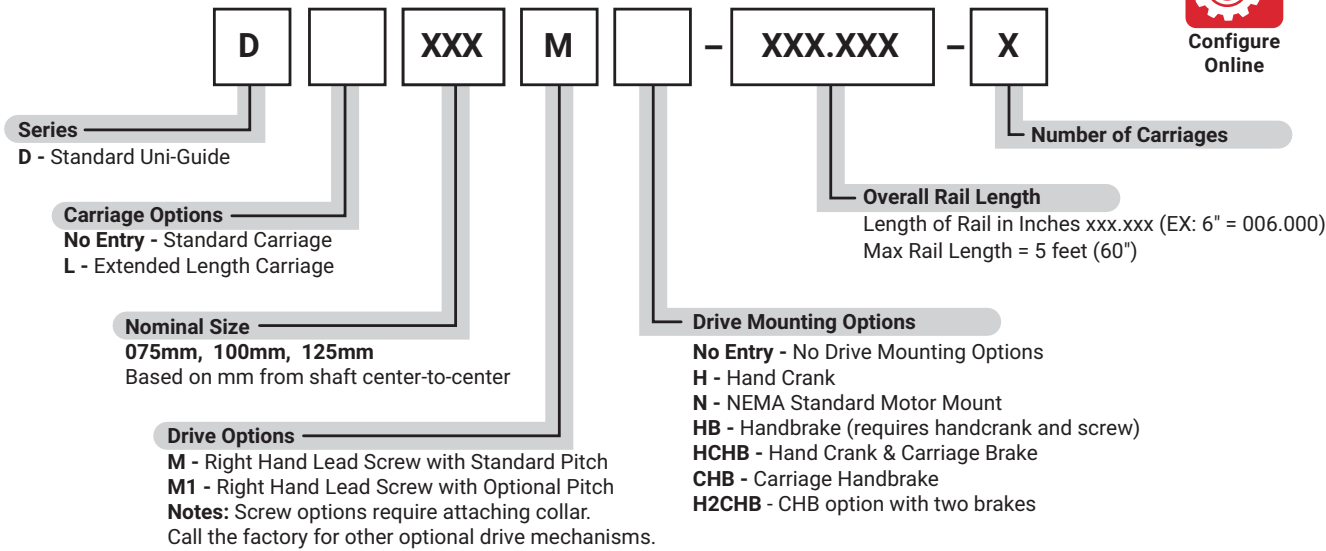 D XXX M – XXX.XXX – X
Configure
Online
Series
D - Standard Uni-Guide
Number of Carriages
Carriage Options
No Entry - Standard Carriage
L - Extended Length Carriage
Overall Rail Length
Length of Rail in Inches xxx.xxx (EX: 6" = 006.000)
Max Rail Length = 5 feet (60")
Nominal Size
075mm, 100mm, 125mm
Based on mm from shaft center-to-center
Drive Mounting Options
No Entry - No Drive Mounting Options
H - Hand Crank
N - NEMA Standard Motor Mount
HB - Handbrake (requires handcrank and screw)
HCHB - Hand Crank & Carriage Brake
CHB - Carriage Handbrake
H2CHB - CHB option with two brakes
Drive Options
M - Right Hand Lead Screw with Standard Pitch
M1 - Right Hand Lead Screw with Optional Pitch
Notes: Screw options require attaching collar.
Call the factory for other optional drive mechanisms.